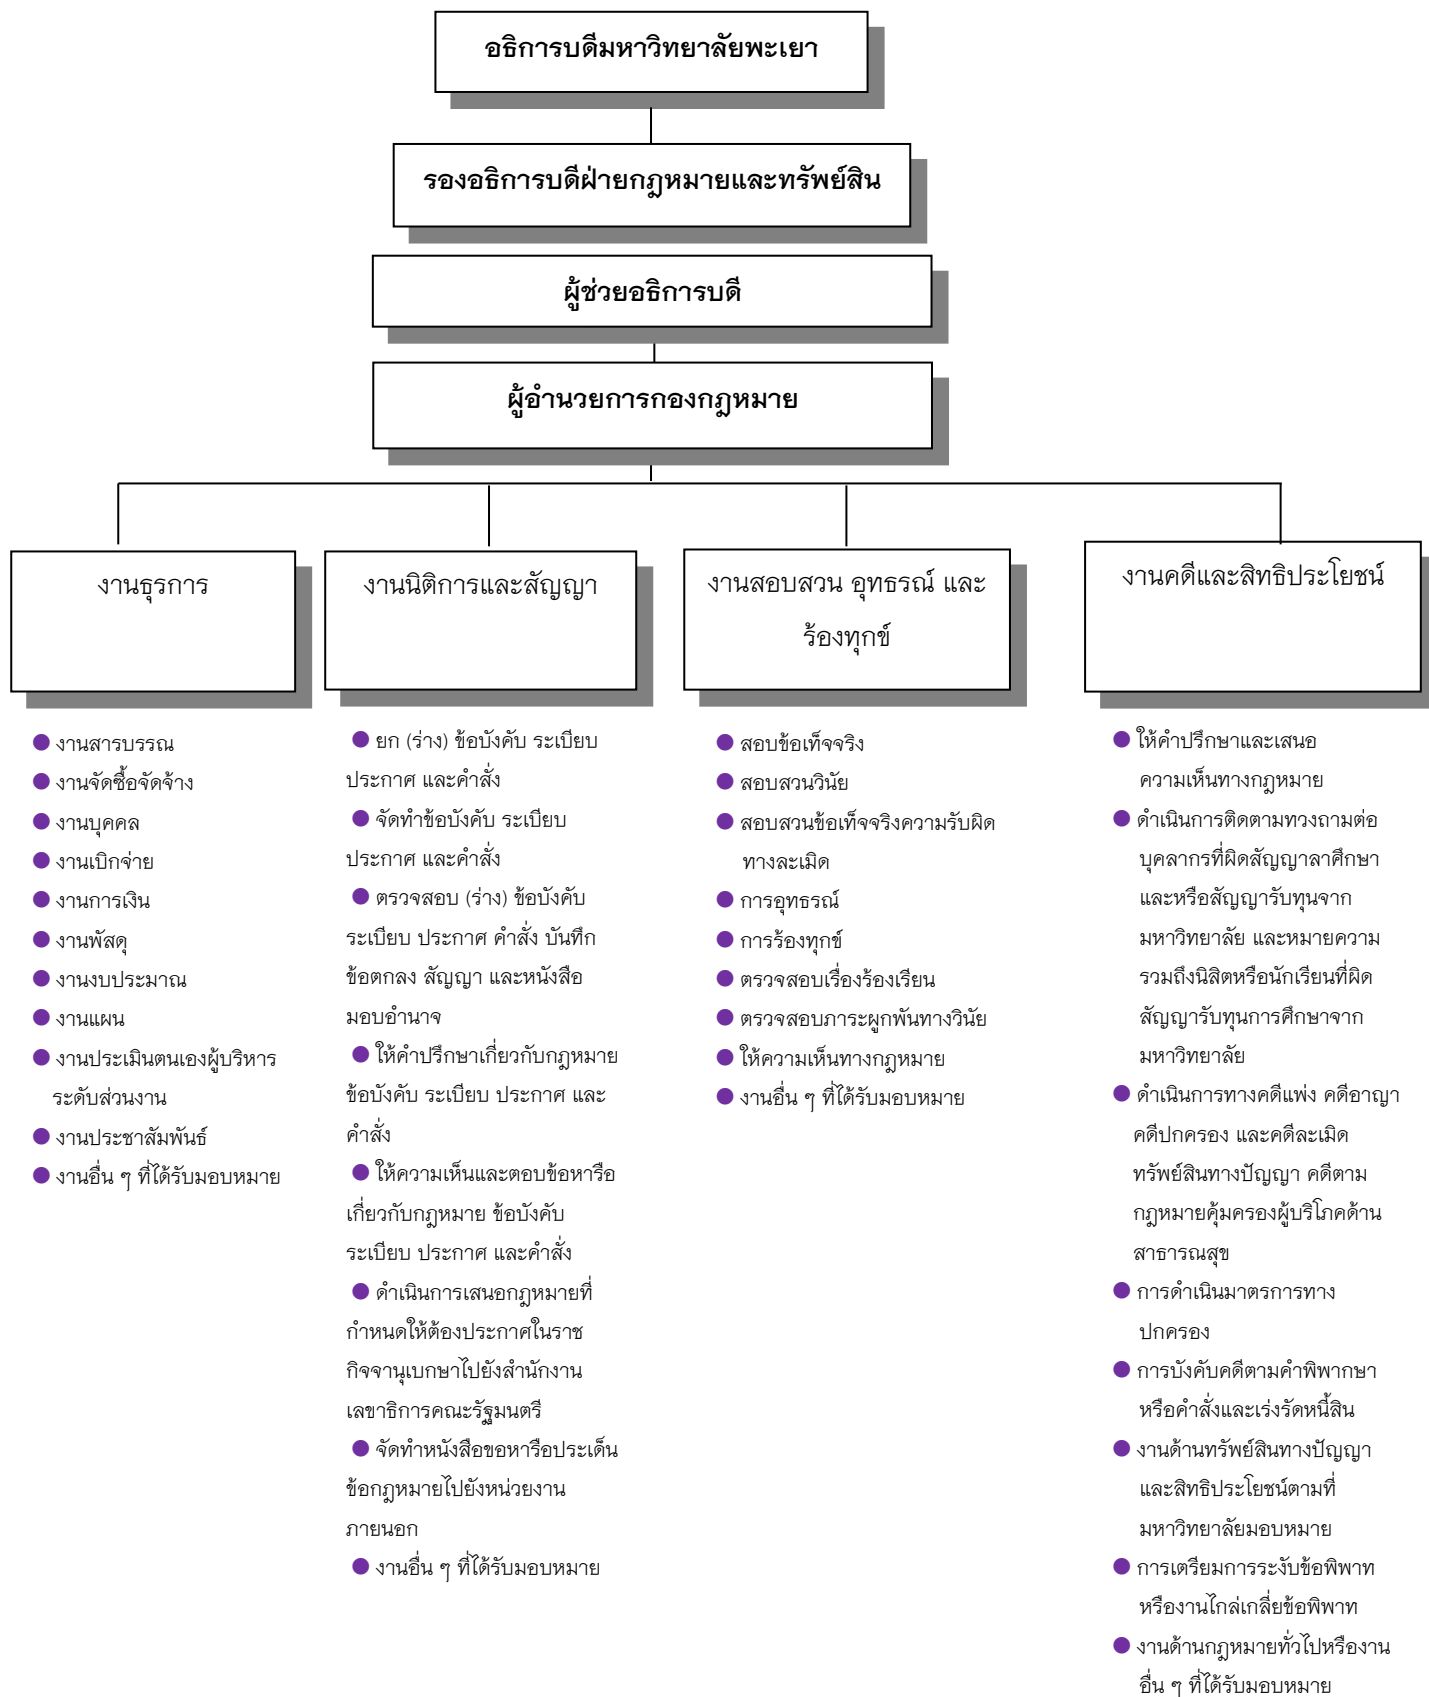 อธิการบดีมหาวิทยาลัยพะเยา
รองอธิการบดีฝ่ายกฎหมายและทรัพย์สิน
ผู้ช่วยอธิการบดี
ผู้อำนวยการกองกฎหมาย
งานธุรการ
● งานสารบรรณ
● งานจัดซื้อจัดจ้าง
● งานบุคคล
● งานเบิกจ่าย
● งานการเงิน
● งานพัสดุ
● งานงบประมาณ
● งานแผน
● งานประเมินตนเองผู้บริหาร
ระดับส่วนงาน
● งานประชาสัมพันธ์
● งานอื่น ๆ ที่ได้รับมอบหมาย
งานนิติการและสัญญา
● ยก (ร่าง) ข้อบังคับ ระเบียบ
ประกาศ และคำสั่ง
● จัดทำข้อบังคับ ระเบียบ
ประกาศ และคำสั่ง
● ตรวจสอบ (ร่าง) ข้อบังคับ
ระเบียบ ประกาศ คำสั่ง บันทึก
ข้อตกลง สัญญา และหนังสือ
มอบอำนาจ
● ให้คำปรึกษาเกี่ยวกับกฎหมาย
ข้อบังคับ ระเบียบ ประกาศ และ
คำสั่ง
● ให้ความเห็นและตอบข้อหารือ
เกี่ยวกับกฎหมาย ข้อบังคับ
ระเบียบ ประกาศ และคำสั่ง
● ดำเนินการเสนอกฎหมายที่
กำหนดให้ต้องประกาศในราช
กิจจานุเบกษาไปยังสำนักงาน
เลขาธิการคณะรัฐมนตรี
● จัดทำหนังสือขอหารือประเด็น
ข้อกฎหมายไปยังหน่วยงาน
ภายนอก
● งานอื่น ๆ ที่ได้รับมอบหมาย
งานสอบสวน อุทธรณ์ และ
ร้องทุกข์
● สอบข้อเท็จจริง
● สอบสวนวินัย
● สอบสวนข้อเท็จจริงความรับผิด
ทางละเมิด
● การอุทธรณ์
● การร้องทุกข์
● ตรวจสอบเรื่องร้องเรียน
● ตรวจสอบภาระผูกพันทางวินัย
● ให้ความเห็นทางกฎหมาย
● งานอื่น ๆ ที่ได้รับมอบหมาย
งานคดีและสิทธิประโยชน์
● ให้คำปรึกษาและเสนอ
ความเห็นทางกฎหมาย
● ดำเนินการติดตามทวงถามต่อ
บุคลากรที่ผิดสัญญาลาศึกษา
และหรือสัญญารับทุนจาก
มหาวิทยาลัย และหมายความ
รวมถึงนิสิตหรือนักเรียนที่ผิด
สัญญารับทุนการศึกษาจาก
มหาวิทยาลัย
● ดำเนินการทางคดีแพ่ง คดีอาญา
คดีปกครอง และคดีละเมิด
ทรัพย์สินทางปัญญา คดีตาม
กฎหมายคุ้มครองผู้บริโภคด้าน
สาธารณสุข
● การดำเนินมาตรการทาง
ปกครอง
● การบังคับคดีตามคำพิพากษา
หรือคำสั่งและเร่งรัดหนี้สิน
● งานด้านทรัพย์สินทางปัญญา
และสิทธิประโยชน์ตามที่
มหาวิทยาลัยมอบหมาย
● การเตรียมการระงับข้อพิพาท
หรืองานไกล่เกลี่ยข้อพิพาท
● งานด้านกฎหมายทั่วไปหรืองาน
อื่น ๆ ที่ได้รับมอบหมาย